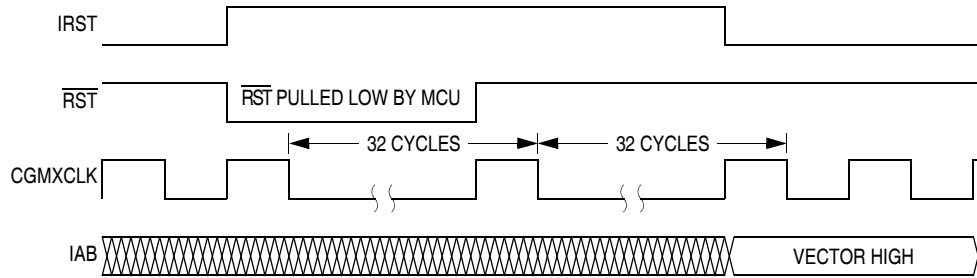 IRST
RST
RST PULLED LOW BY MCU
32 CYCLES
32 CYCLES
CGMXCLK
IAB
VECTOR HIGH